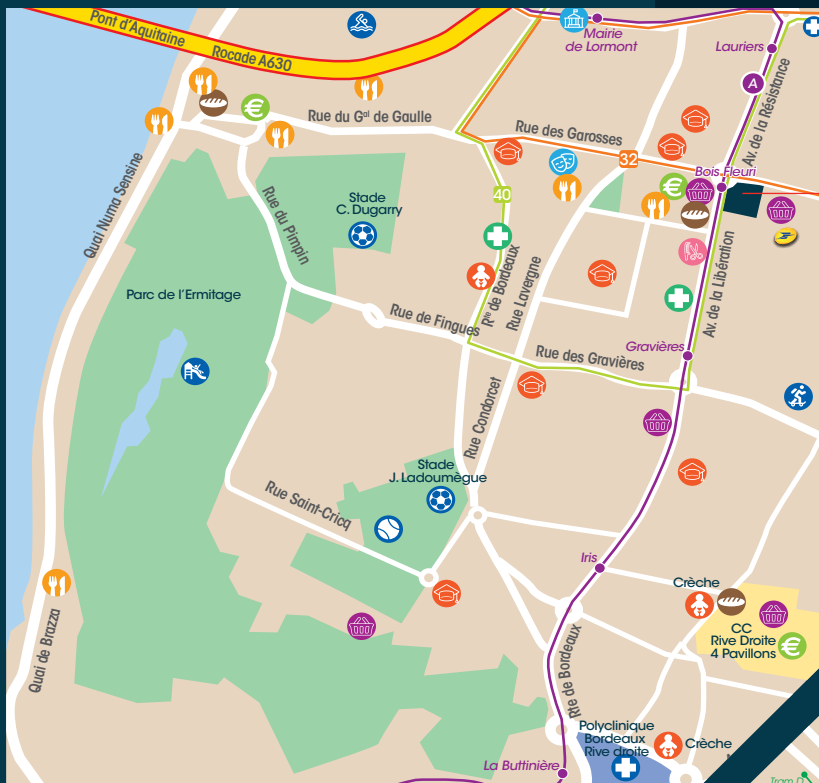 Pont d'Aquitaine
Rocade A630
Mairie
de Lormont
Lauriers
A
Av. de la Résistance
Rue du Gal de Gaulle
Rue des Garosses
32
Bois Fleuri
€
€
40
Quai Numa Sensine
Rue du Pimpin
Stade
C. Dugarry
Rte de Bordeaux
Rue Lavergne
Av. de la Libération
Parc de l'Ermitage
Rue de Fingues
Rue des Gravières
Gravières
Rue Condorcet
Stade
J. Ladoumègue
Rue Saint-Cricq
Iris
Crèche
CC
Rive Droite
4 Pavillons
€
Quai de Brazza
Rte de Bordeaux
Polyclinique
Bordeaux
Rive droite
Crèche
La Buttinière
Tram D